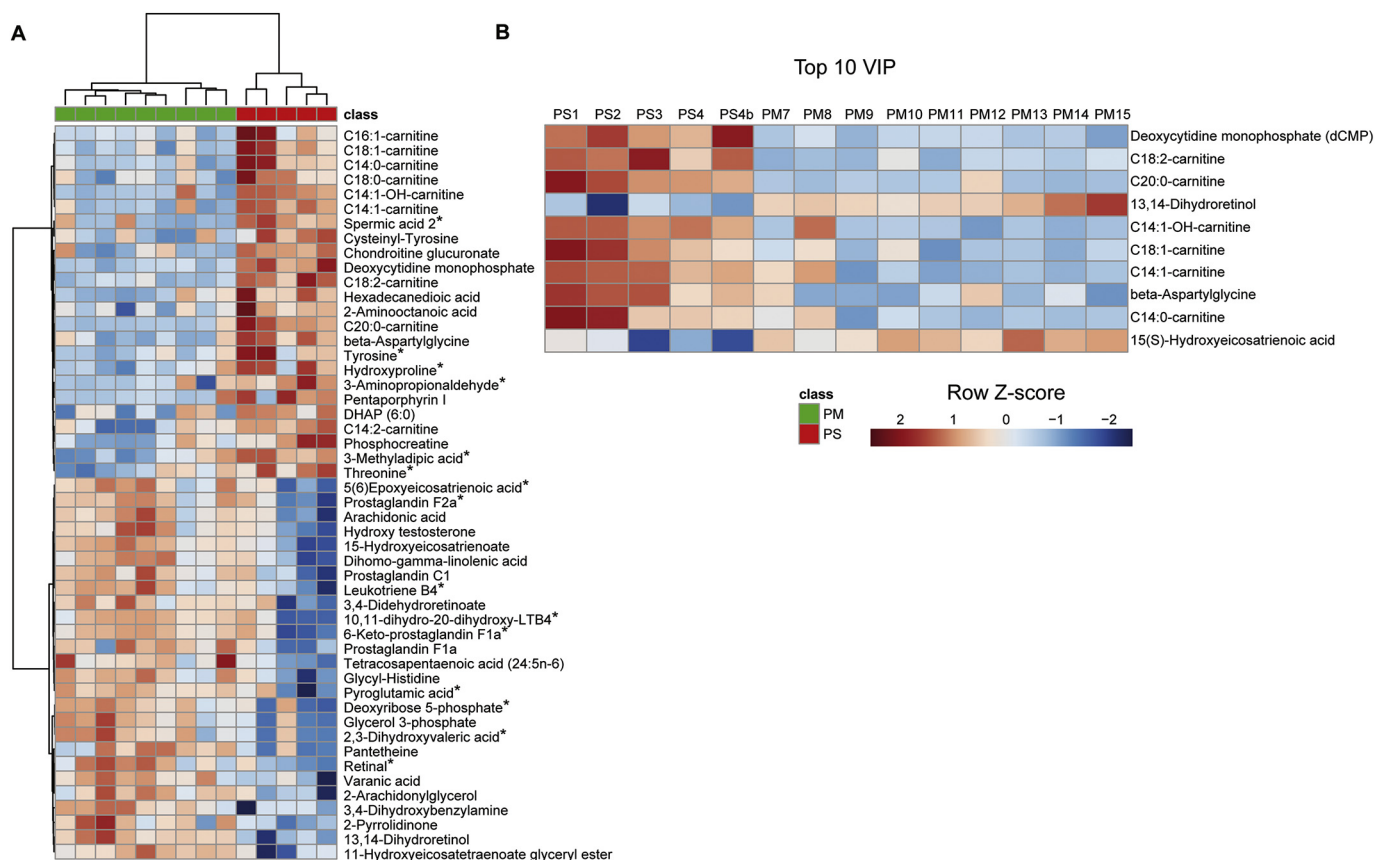 A
class
C16:1-carnitine
C18:1-carnitine
C14:0-carnitine
C18:0-carnitine
C14:1-OH-carnitine
C14:1-carnitine
Spermic acid 2*
Cysteinyl-Tyrosine
Chondroitine glucuronate
Deoxycytidine monophosphate
C18:2-carnitine
Hexadecanedioic acid
2-Aminooctanoic acid
C20:0-carnitine
beta-Aspartylglycine
Tyrosine*
Hydroxyproline*
3-Aminopropionaldehyde*
Pentaporphyrin I
DHAP (6:0)
C14:2-carnitine
Phosphocreatine
3-Methyladipic acid*
Threonine*
5(6)Epoxyeicosatrienoic acid*
Prostaglandin F2a*
Arachidonic acid
Hydroxy testosterone
15-Hydroxyeicosatrienoate
Dihomo-gamma-linolenic acid
Prostaglandin C1
Leukotriene B4*
3,4-Didehydroretinoate
10,11-dihydro-20-dihydroxy-LTB4*
6-Keto-prostaglandin F1a*
Prostaglandin F1a
Tetracosapentaenoic acid (24:5n-6)
Glycyl-Histidine
Pyroglutamic acid*
Deoxyribose 5-phosphate*
Glycerol 3-phosphate
2,3-Dihydroxyvaleric acid*
Pantetheine
Retinal*
Varanic acid
2-Arachidonylglycerol
3,4-Dihydroxybenzylamine
2-Pyrrolidinone
13,14-Dihydroretinol
11-Hydroxyeicosatetraenoate glyceryl ester
B
Top 10 VIP
PS1 PS2 PS3 PS4 PS4b PM7 PM8 PM9 PM10 PM11 PM12 PM13 PM14 PM15
Deoxycytidine monophosphate (dCMP)
C18:2-carnitine
C20:0-carnitine
13,14-Dihydroretinol
C14:1-OH-carnitine
C18:1-carnitine
C14:1-carnitine
beta-Aspartylglycine
C14:0-carnitine
15(S)-Hydroxyeicosatrienoic acid
class
PM
PS
Row Z-score
2 1 0 −1 −2